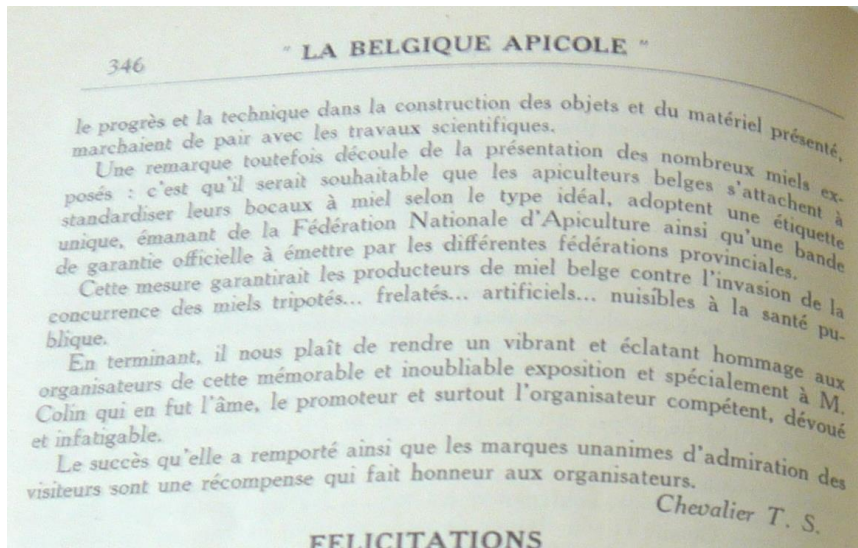 346
" LA BELGIQUE APICOLE "
le progrès et la technique dans la construction des objets et du matériel présenté,
marchaient de pair avec les travaux scientifiques.
Une remarque toutefois découle de la présentation des nombreux miels ex-
posés : c'est qu'il serait souhaitable que les apiculteurs belges s'attachent à
standardiser leurs bocaux à miel selon le type idéal, adoptent une étiquette
unique, émanant de la Fédération Nationale d'Apiculture ainsi qu'une bande
de garantie officielle à émettre par les différentes fédérations provinciales.
Cette mesure garantirait les producteurs de miel belge contre l'invasion de la
concurrence des miels tripotés... frelatés... artificiels... nuisibles à la santé pu-
blique.
En terminant, il nous plaît de rendre un vibrant et éclatant hommage aux
organisateurs de cette mémorable et inoubliable exposition et spécialement à M.
Colin qui en fut l'âme, le promoteur et surtout l'organisateur compétent, dévoué
et infatigable.
Le succès qu'elle a remporté ainsi que les marques unanimes d'admiration des
visiteurs sont une récompense qui fait honneur aux organisateurs.
Chevalier T. S.
FELICITATIONS